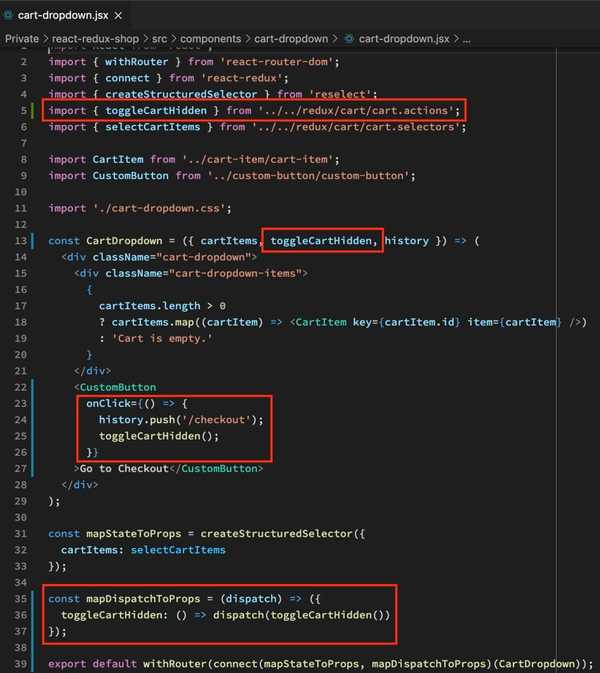 cart-dropdown.jsx ×
Private › react-redux-shop › src › components › cart-dropdown › cart-dropdown.jsx › ...
1 import React from 'react';
2 import { withRouter } from 'react-router-dom';
3 import { connect } from 'react-redux';
4 import { createStructuredSelector } from 'reselect';
5 import { toggleCartHidden } from '../../redux/cart/cart.actions';
6 import { selectCartItems } from '../../redux/cart/cart.selectors';
7
8 import CartItem from '../cart-item/cart-item';
9 import CustomButton from '../custom-button/custom-button';
10
11 import './cart-dropdown.css';
12
13 const CartDropdown = ({ cartItems, toggleCartHidden, history }) => (
14   <div className="cart-dropdown">
15     <div className="cart-dropdown-items">
16       {
17         cartItems.length > 0
18         ? cartItems.map((cartItem) => <CartItem key={cartItem.id} item={cartItem} />)
19         : 'Cart is empty.'
20       }
21     </div>
22     <CustomButton
23       onClick={() => {
24         history.push('/checkout');
25         toggleCartHidden();
26       }}
27     >Go to Checkout</CustomButton>
28   </div>
29 );
30
31 const mapStateToProps = createStructuredSelector({
32   cartItems: selectCartItems
33 });
34
35 const mapDispatchToProps = (dispatch) => ({
36   toggleCartHidden: () => dispatch(toggleCartHidden())
37 });
38
39 export default withRouter(connect(mapStateToProps, mapDispatchToProps)(CartDropdown));